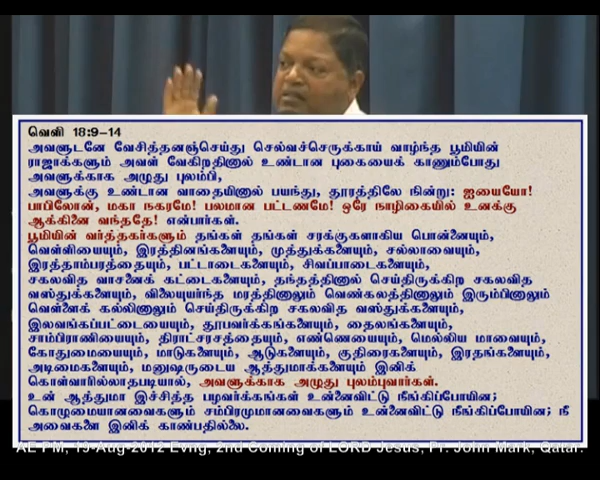 வெளி 18:9-14
அவளுடனே வேசித்தனஞ்செய்து செல்வச்செருக்காய் வாழ்ந்த பூமியின்
ராஜாக்களும் அவள் வேகிறதினால் உண்டான புகையைக் காணும்போது
அவளுக்காக அழுது புலம்பி,
அவளுக்கு உண்டான வாதையினால் பயந்து, தூரத்திலே நின்று: ஐயையோ!
பாபிலோன், மகா நகரமே! பலமான பட்டணமே! ஒரே நாழிகையில் உனக்கு
ஆக்கினை வந்ததே! என்பார்கள்.
பூமியின் வர்த்தகர்களும் தங்கள் தங்கள் சரக்குகளாகிய பொன்னையும்,
வெள்ளியையும், இரத்தினங்களையும், முத்துக்களையும், சல்லாவையும்,
இரத்தாம்பரத்தையும், பட்டாடைகளையும், சிவப்பாடைகளையும்,
சகலவித வாசனைக் கட்டைகளையும், தந்தத்தினால் செய்திருக்கிற சகலவித
வஸ்துக்களையும், விலையுயர்ந்த மரத்தினாலும் வெண்கலத்தினாலும் இரும்பினாலும்
வெள்ளைக் கல்லினாலும் செய்திருக்கிற சகலவித வஸ்துக்களையும்,
இலவங்கப்பட்டையையும், தூபவர்க்கங்களையும், தைலங்களையும்,
சாம்பிராணியையும், திராட்சரசத்தையும், எண்ணெயையும், மெல்லிய மாவையும்,
கோதுமையையும், மாடுகளையும், ஆடுகளையும், குதிரைகளையும், இரதங்களையும்,
அடிமைகளையும், மனுஷருடைய ஆத்துமாக்களையும் இனிக்
கொள்வாரில்லாதபடியால், அவளுக்காக அழுது புலம்புவார்கள்.
உன் ஆத்துமா இச்சித்த பழவர்க்கங்கள் உன்னைவிட்டு நீங்கிப்போயின;
கொழுமையானவைகளும் சம்பிரமமானவைகளும் உன்னைவிட்டு நீங்கிப்போயின; நீ
அவைகளை இனிக் காண்பதில்லை.
AE PM, 19-Aug-2012 Evng, 2nd Coming of LORD Jesus, Pr. John Mark, Qatar.